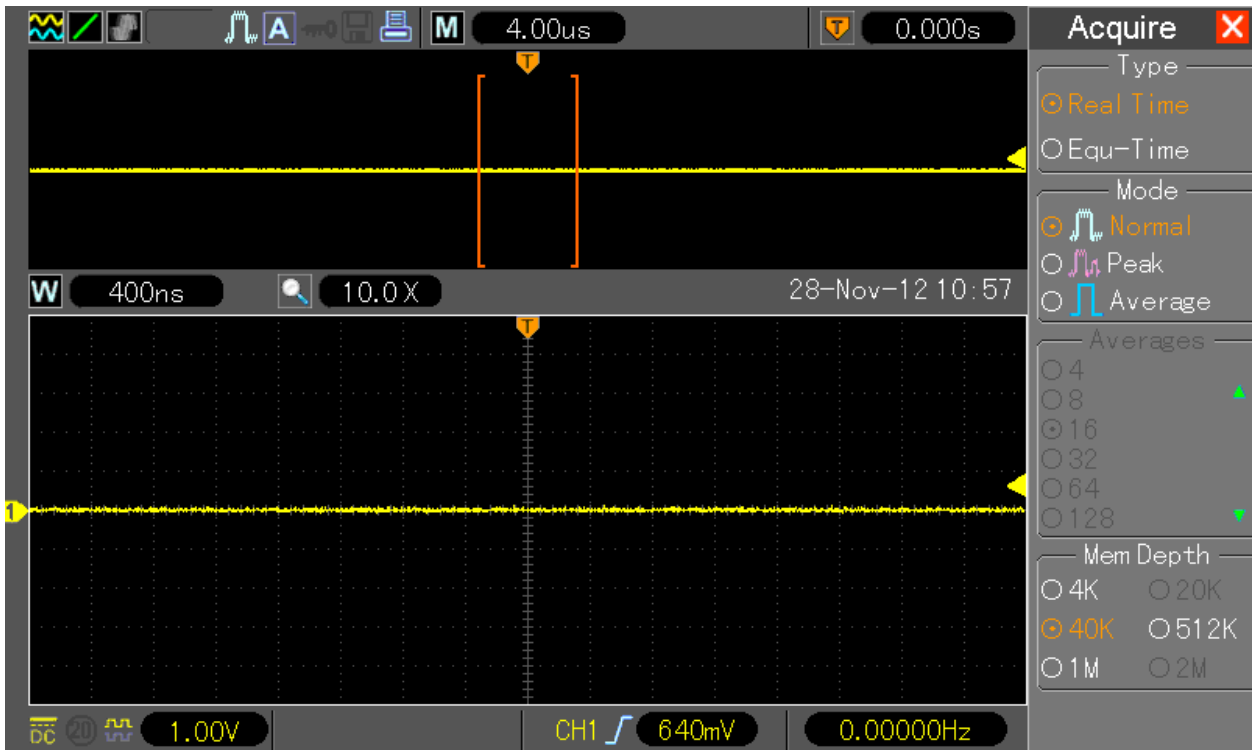 A M 4.00us T 0.000s
Acquire X
T
Type
Real Time
Equ-Time
Mode
Normal
Peak
Average
W 400ns 10.0X 28-Nov-12 10:57
T
1
Averages
4
8
16
32
64
128
Mem Depth
4K 20K
40K 512K
1M 2M
DC 20 1.00V CH1 640mV 0.00000Hz